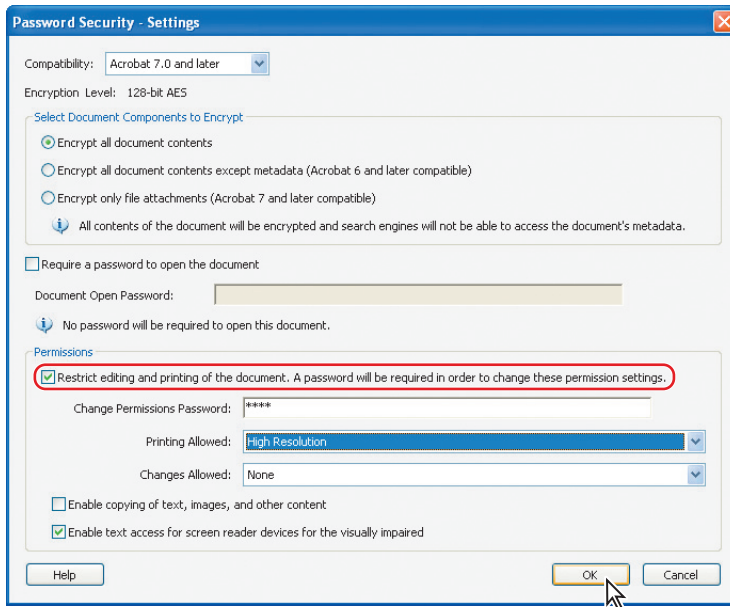 Password Security - Settings
Compatibility: Acrobat 7.0 and later
Encryption Level: 128-bit AES
Select Document Components to Encrypt
Encrypt all document contents
Encrypt all document contents except metadata (Acrobat 6 and later compatible)
Encrypt only file attachments (Acrobat 7 and later compatible)
All contents of the document will be encrypted and search engines will not be able to access the document's metadata.
Require a password to open the document
Document Open Password:
No password will be required to open this document.
Permissions
Restrict editing and printing of the document. A password will be required in order to change these permission settings.
Change Permissions Password: ****
Printing Allowed: High Resolution
Changes Allowed: None
Enable copying of text, images, and other content
Enable text access for screen reader devices for the visually impaired
Help OK Cancel